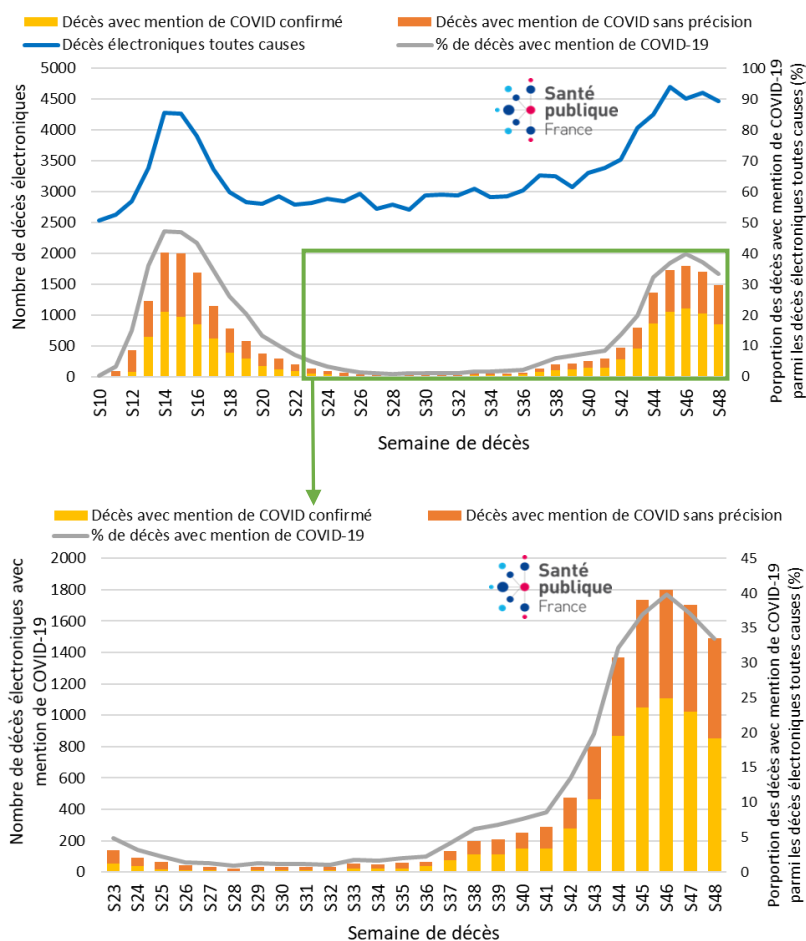 Décès avec mention de COVID confirmé
Décès avec mention de COVID sans précision
Décès électroniques toutes causes
% de décès avec mention de COVID-19
Nombre de décès électroniques
5000
4500
4000
3500
3000
2500
2000
1500
1000
500
0
Santé
publique
France
100
90
80
70
60
50
40
30
20
10
0
Porportion des décès avec mention de COVID-19
parmi les décès électroniques toutes causes (%)
S10 S12 S14 S16 S18 S20 S22 S24 S26 S28 S30 S32 S34 S36 S38 S40 S42 S44 S46 S48
Semaine de décès
Décès avec mention de COVID confirmé
Décès avec mention de COVID sans précision
% de décès avec mention de COVID-19
Nombre de décès électroniques avec
mention de COVID-19
2000
1800
1600
1400
1200
1000
800
600
400
200
0
Santé
publique
France
45
40
35
30
25
20
15
10
5
0
Porportion des décès avec mention de COVID-19
parmi les décès électroniques toutes causes (%)
S23 S24 S25 S26 S27 S28 S29 S30 S31 S32 S33 S34 S35 S36 S37 S38 S39 S40 S41 S42 S43 S44 S45 S46 S47 S48
Semaine de décès